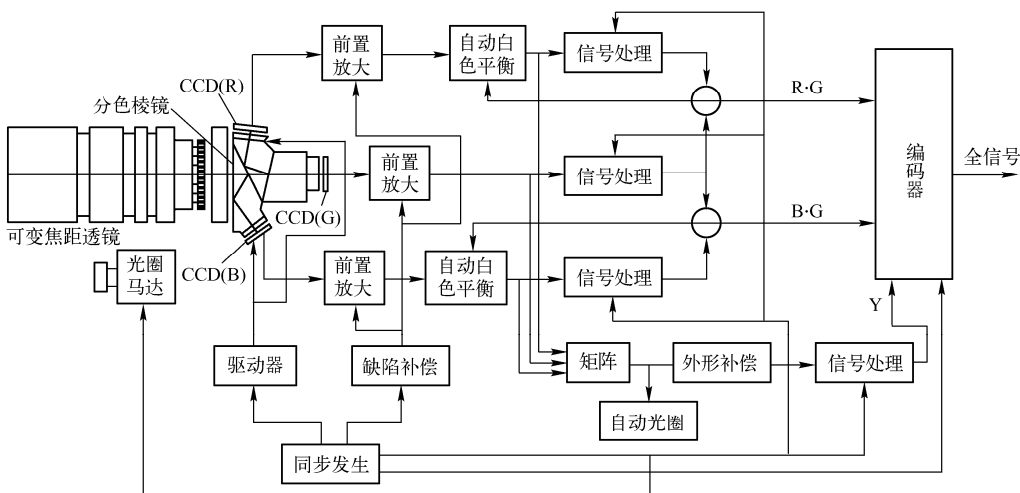 前置
放大
自动白
色平衡
信号处理
CCD(R)
分色棱镜
R·G
前置
放大
信号处理
编
码
器
全信号
CCD(G)
B·G
可变焦距透镜
光圈
马达
CCD(B)
前置
放大
自动白
色平衡
信号处理
Y
驱动器
缺陷补偿
矩阵
外形补偿
信号处理
自动光圈
同步发生